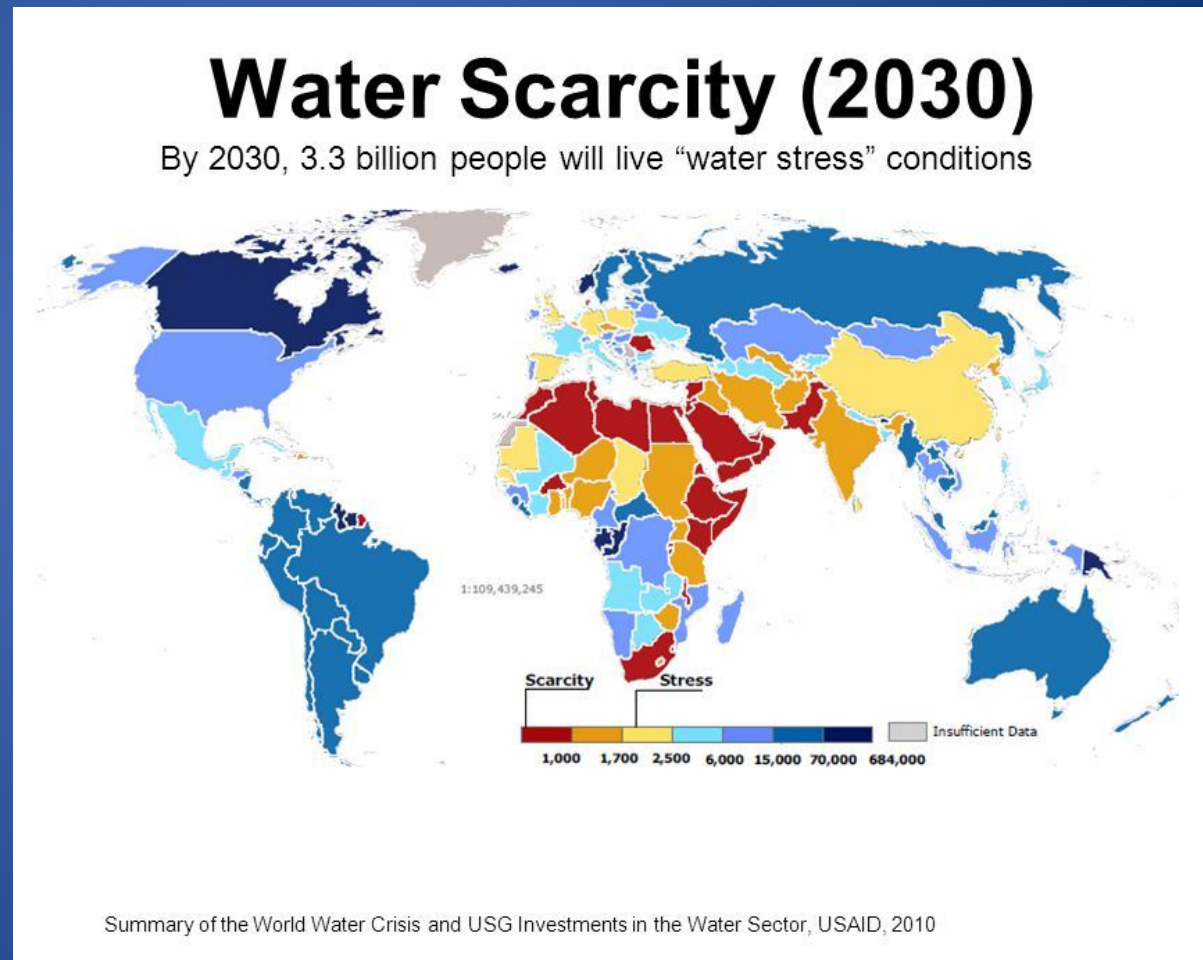 Water Scarcity (2030)
By 2030, 3.3 billion people will live “water stress” conditions
1:109,439,245
Scarcity Stress
Insufficient Data
1,000 1,700 2,500 6,000 15,000 70,000 684,000
Summary of the World Water Crisis and USG Investments in the Water Sector, USAID, 2010